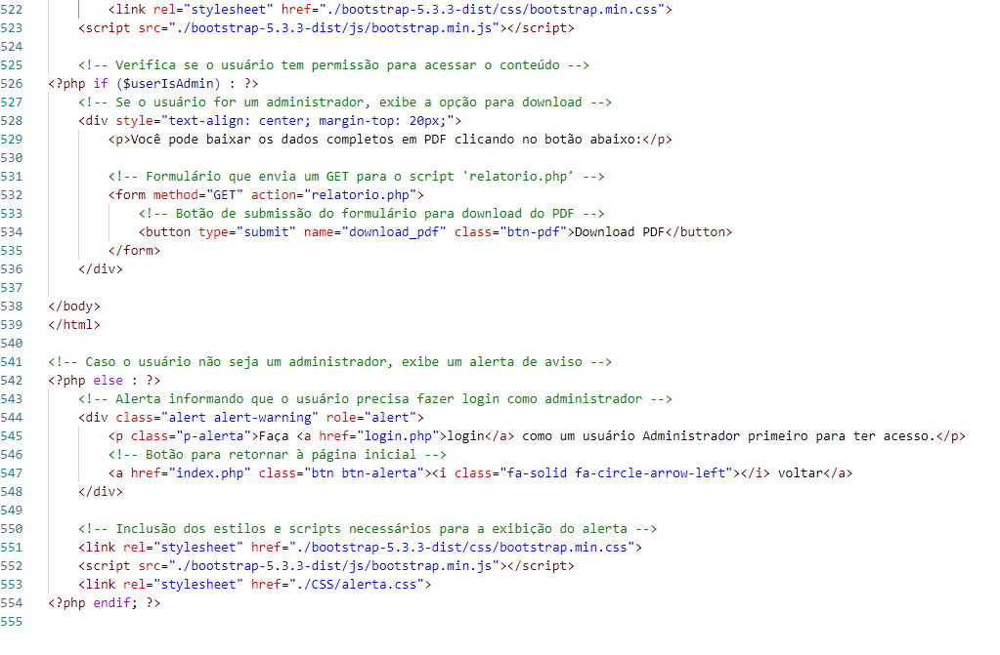 522 <link rel="stylesheet" href="./bootstrap-5.3.3-dist/css/bootstrap.min.css">
523 <script src="./bootstrap-5.3.3-dist/js/bootstrap.min.js"></script>
524
525 <!-- Verifica se o usuário tem permissão para acessar o conteúdo -->
526 <?php if ($userIsAdmin) : ?>
527 <!-- Se o usuário for um administrador, exibe a opção para download -->
528 <div style="text-align: center; margin-top: 20px;">
529 <p>Você pode baixar os dados completos em PDF clicando no botão abaixo:</p>
530
531 <!-- Formulário que envia um GET para o script 'relatorio.php' -->
532 <form method="GET" action="relatorio.php">
533 <!-- Botão de submissão do formulário para download do PDF -->
534 <button type="submit" name="download_pdf" class="btn-pdf">Download PDF</button>
535 </form>
536 </div>
537
538 </body>
539 </html>
540
541 <!-- Caso o usuário não seja um administrador, exibe um alerta de aviso -->
542 <?php else : ?>
543 <!-- Alerta informando que o usuário precisa fazer login como administrador -->
544 <div class="alert alert-warning" role="alert">
545 <p class="p-alerta">Faça <a href="login.php">login</a> como um usuário Administrador primeiro para ter acesso.</p>
546 <!-- Botão para retornar à página inicial -->
547 <a href="index.php" class="btn btn-alerta"><i class="fa-solid fa-circle-arrow-left"></i> voltar</a>
548 </div>
549
550 <!-- Inclusão dos estilos e scripts necessários para a exibição do alerta -->
551 <link rel="stylesheet" href="./bootstrap-5.3.3-dist/css/bootstrap.min.css">
552 <script src="./bootstrap-5.3.3-dist/js/bootstrap.min.js"></script>
553 <link rel="stylesheet" href="./CSS/alerta.css">
554 <?php endif; ?>
555